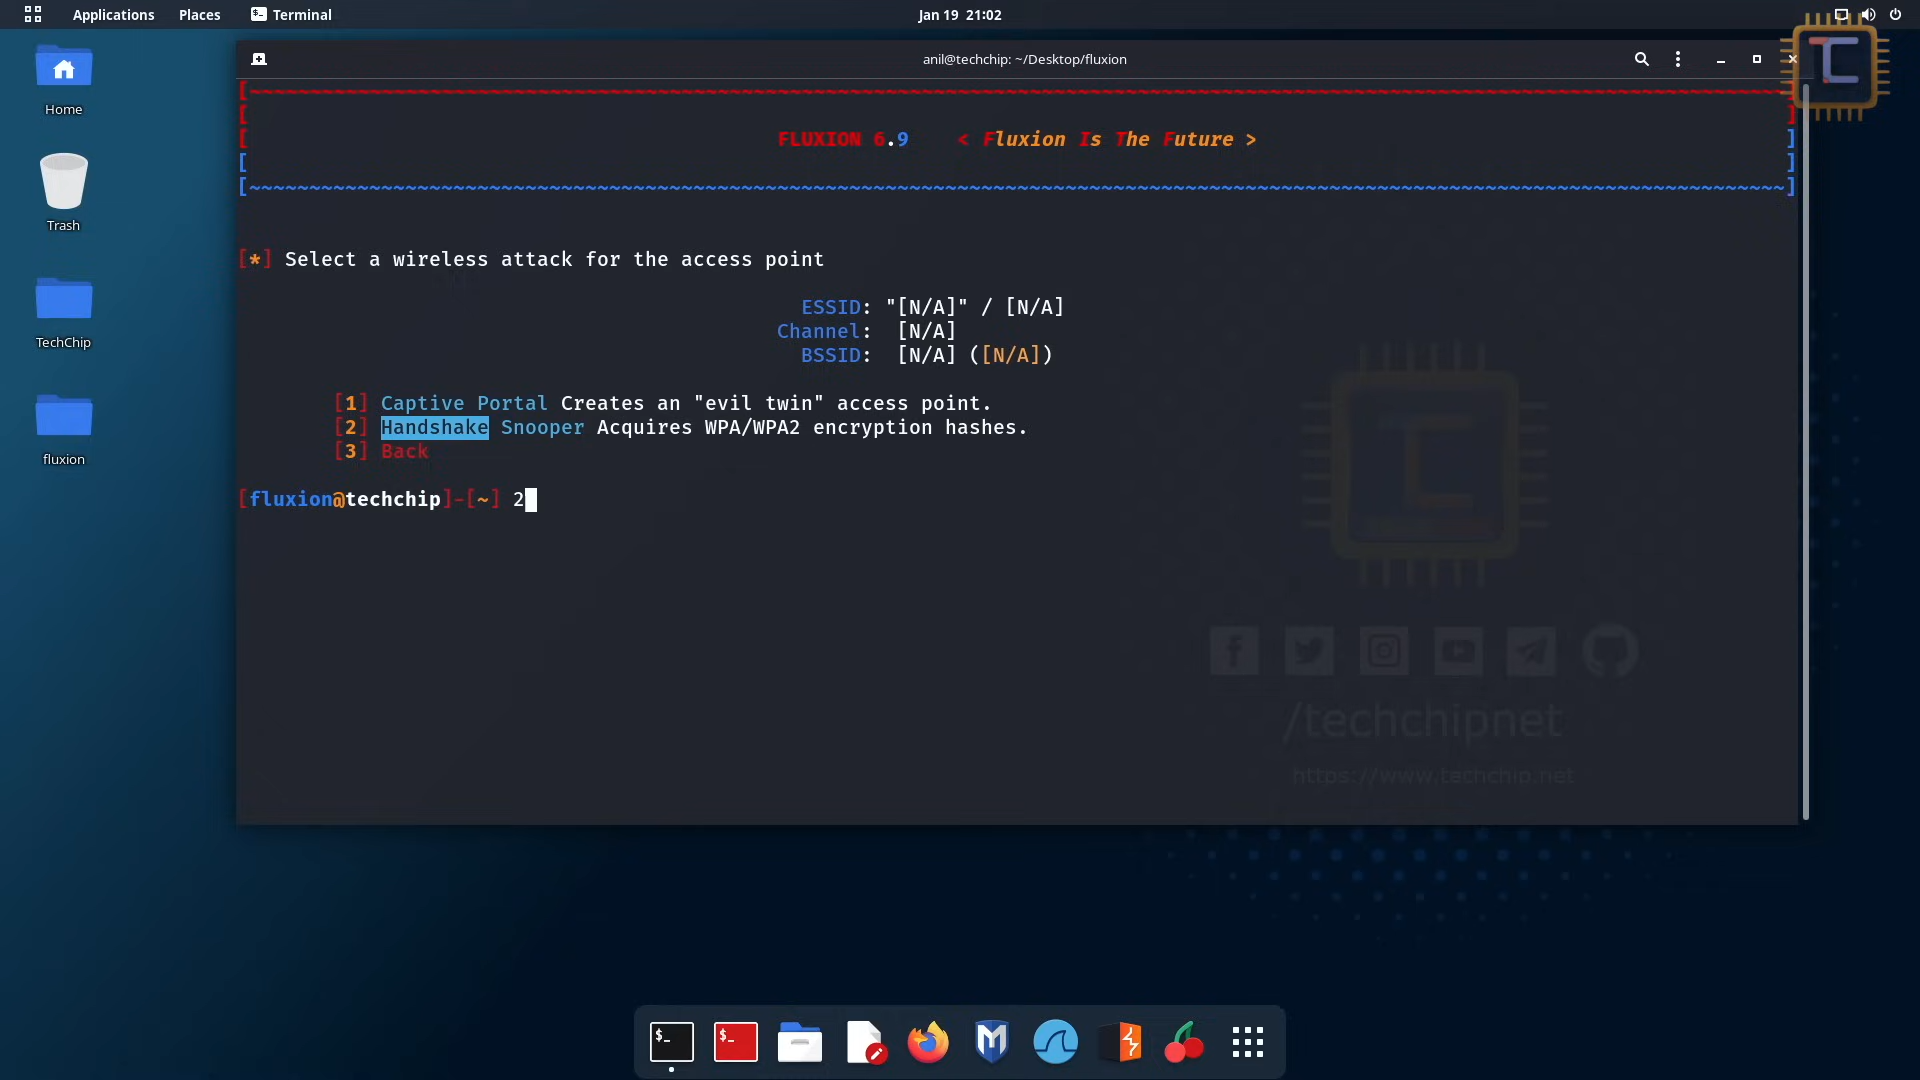 Applications Places Terminal Jan 19 21:02
anil@techchip: ~/Desktop/fluxion
Home
Trash
TechChip
fluxion
FLUXION 6.9 < Fluxion Is The Future >
[*] Select a wireless attack for the access point
ESSID: "[N/A]" / [N/A]
Channel: [N/A]
BSSID: [N/A] ([N/A])
[1] Captive Portal Creates an "evil twin" access point.
[2] Handshake Snooper Acquires WPA/WPA2 encryption hashes.
[3] Back
[fluxion@techchip]-[~] 2
/techchipnet
https://www.techchip.net